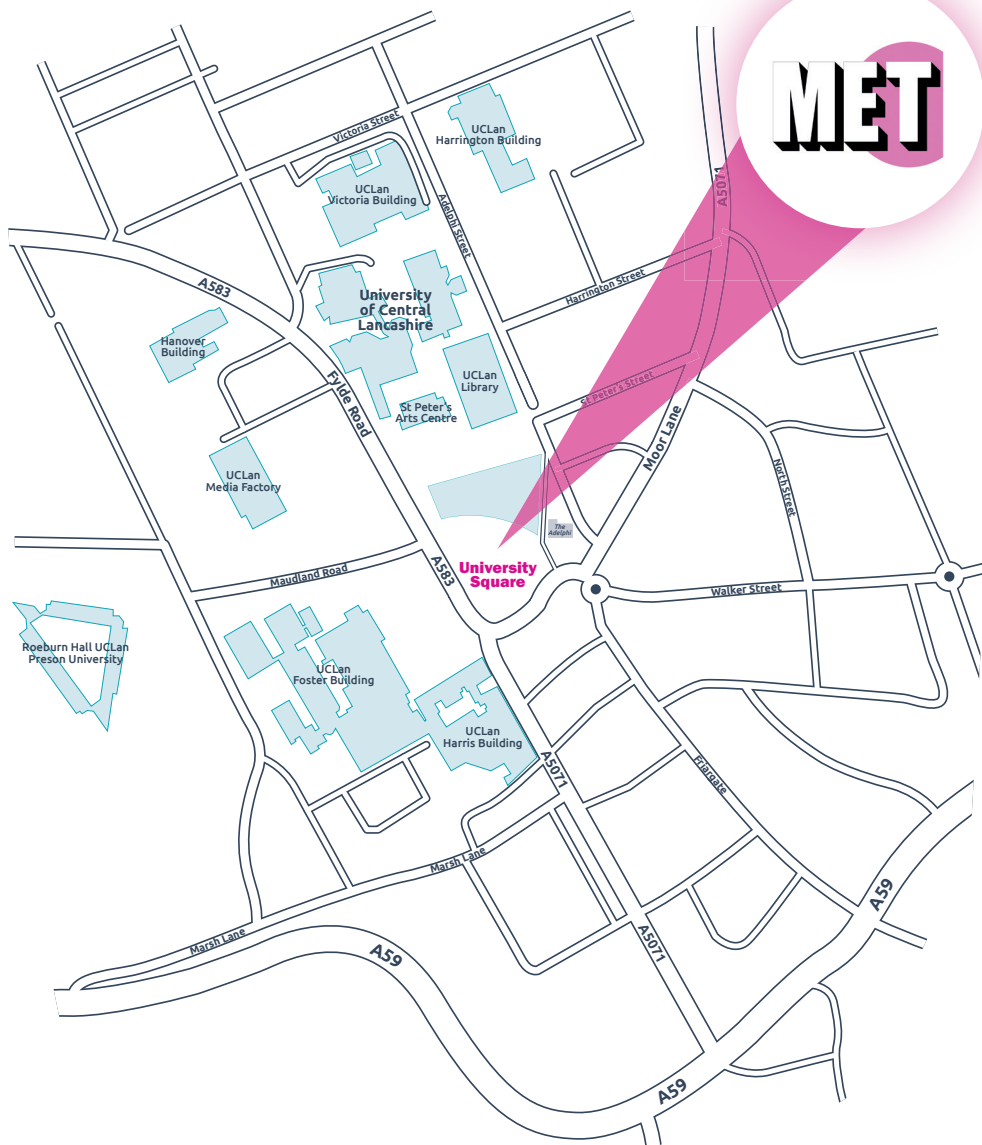 MET
Victoria Street
UCLan
Harrington Building
A5071
UCLan
Victoria Building
Adelphi Street
A583
University
of Central
Lancashire
Harrington Street
Hanover
Building
Fylde Road
UCLan
Library
St Peter's Street
St Peter's
Arts Centre
Moor Lane
UCLan
Media Factory
North Street
The
Adelphi
A583
University
Square
Maudland Road
Walker Street
Roeburn Hall UCLan
Preson University
UCLan
Foster Building
UCLan
Harris Building
A5071
Friargate
Marsh Lane
A59
Marsh Lane
A59
A5071
A59